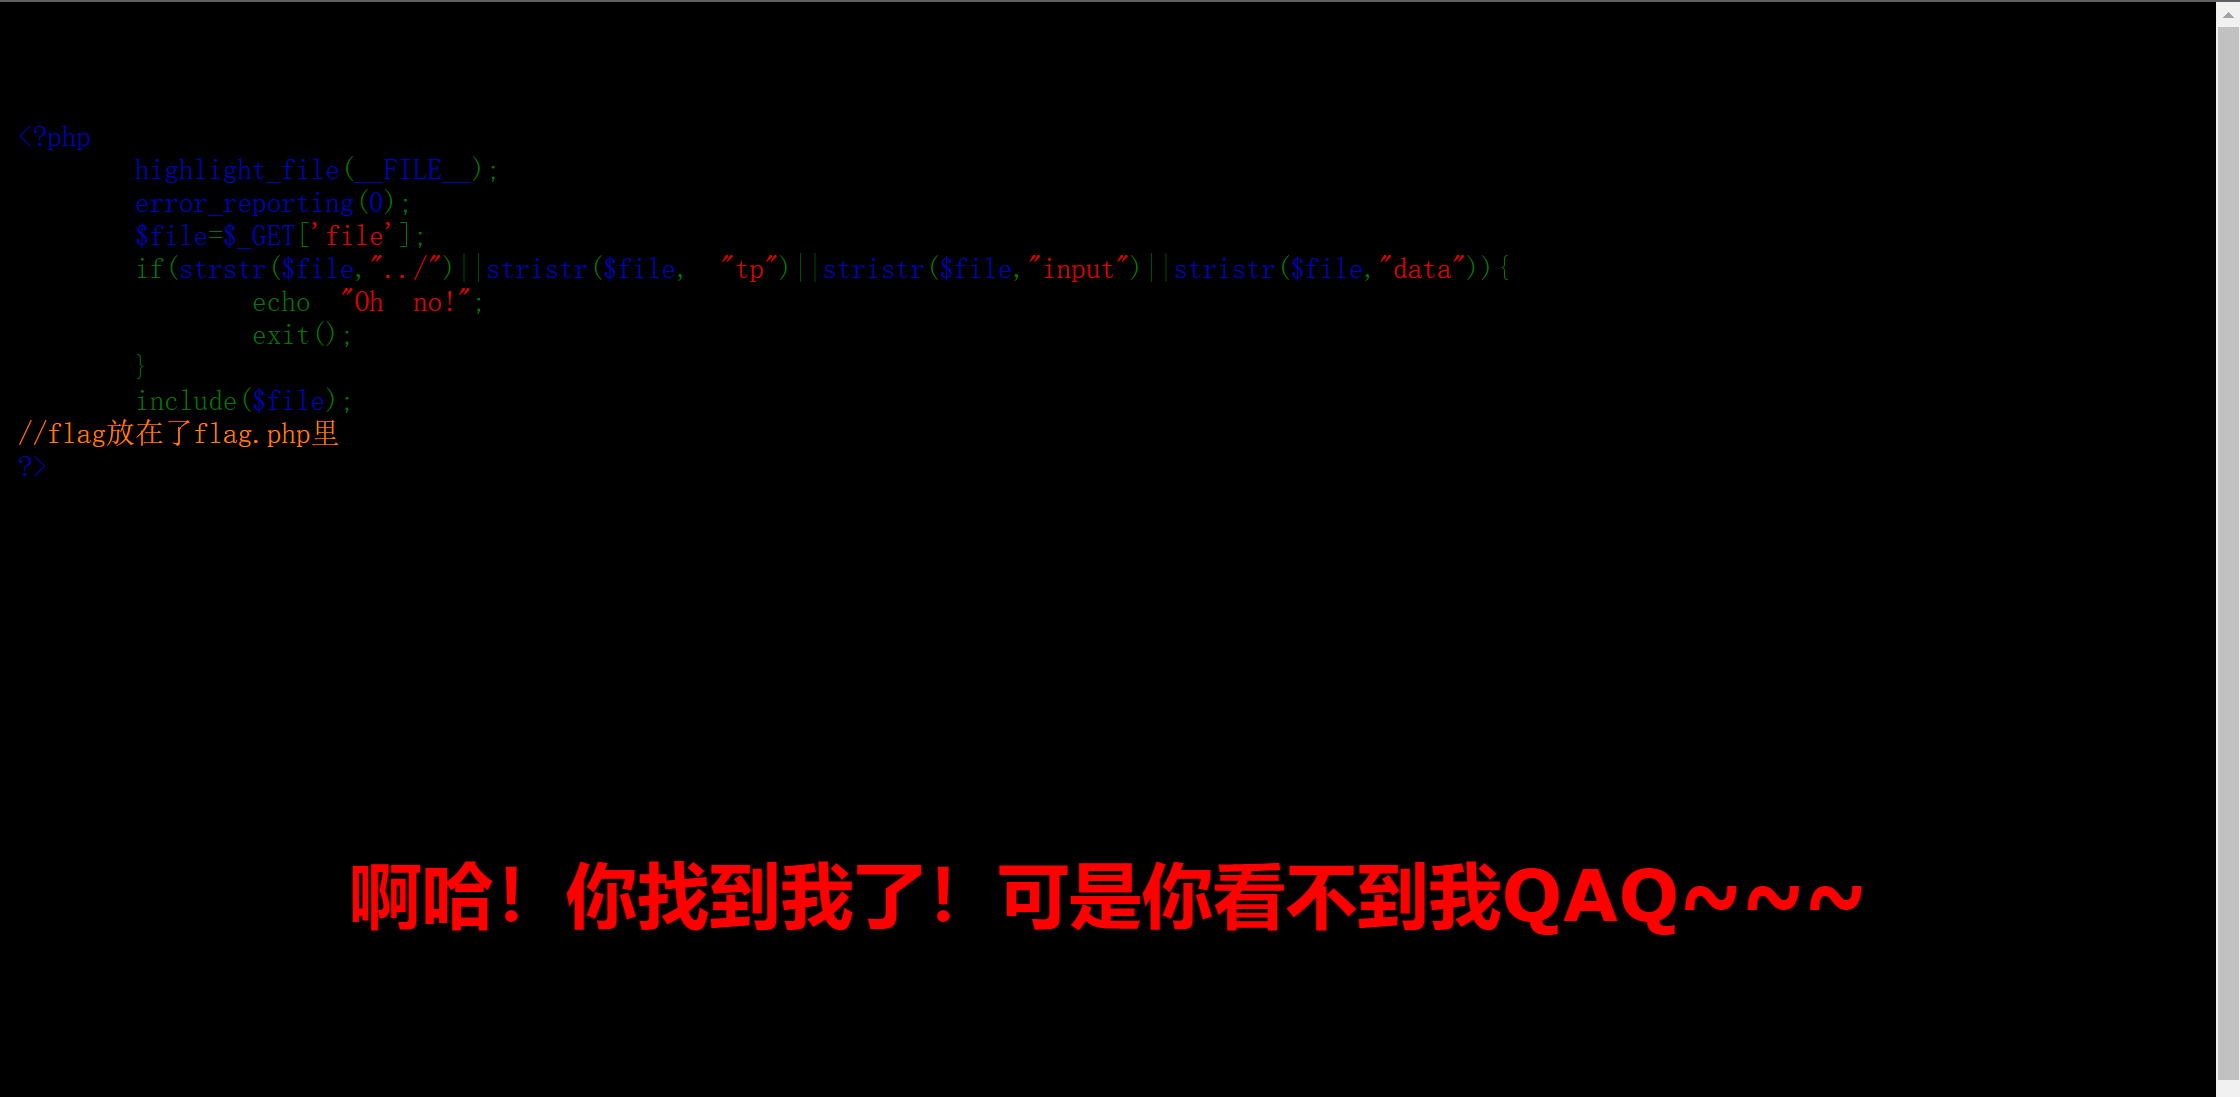 <?php
highlight_file(__FILE__);
error_reporting(0);
$file=$_GET['file'];
if(strstr($file,"../")||stristr($file, "tp")||stristr($file,"input")||stristr($file,"data")){
echo "Oh no!";
exit();
}
include($file);
//flag放在了flag.php里
?>
啊哈！你找到我了！可是你看不到我QAQ~~~